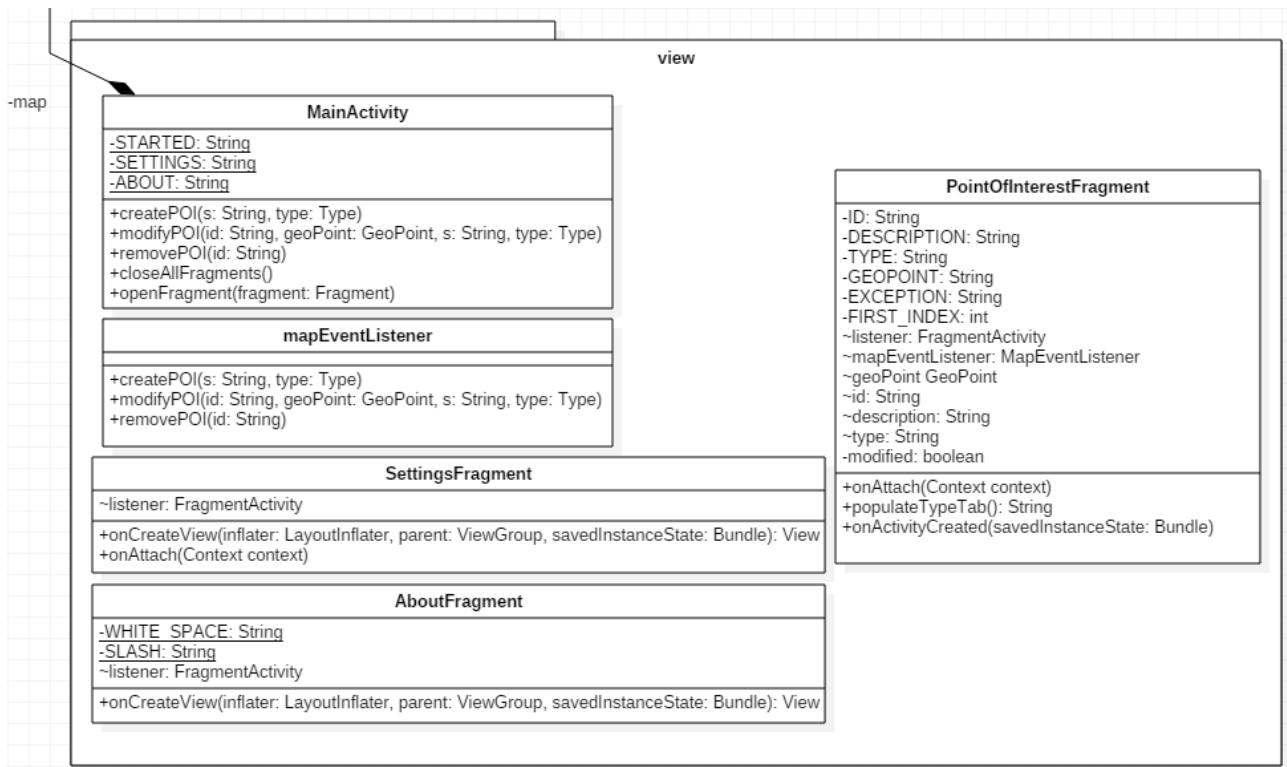 view
-map
MainActivity
-STARTED: String
-SETTINGS: String
-ABOUT: String
+createPOI(s: String, type: Type)
+modifyPOI(id: String, geoPoint: GeoPoint, s: String, type: Type)
+removePOI(id: String)
+closeAllFragments()
+openFragment(fragment: Fragment)
mapEventListener
+createPOI(s: String, type: Type)
+modifyPOI(id: String, geoPoint: GeoPoint, s: String, type: Type)
+removePOI(id: String)
SettingsFragment
~listener: FragmentActivity
+onCreateView(inflater: LayoutInflater, parent: ViewGroup, savedInstanceState: Bundle): View
+onAttach(Context context)
AboutFragment
-WHITE_SPACE: String
-SLASH: String
~listener: FragmentActivity
+onCreateView(inflater: LayoutInflater, parent: ViewGroup, savedInstanceState: Bundle): View
PointOfInterestFragment
-ID: String
-DESCRIPTION: String
-TYPE: String
-GEOPOINT: String
-EXCEPTION: String
-FIRST_INDEX: int
~listener: FragmentActivity
~mapEventListener: MapEventListener
~geoPoint GeoPoint
~id: String
~description: String
~type: String
-modified: boolean
+onAttach(Context context)
+populateTypeTab(): String
+onActivityCreated(savedInstanceState: Bundle)